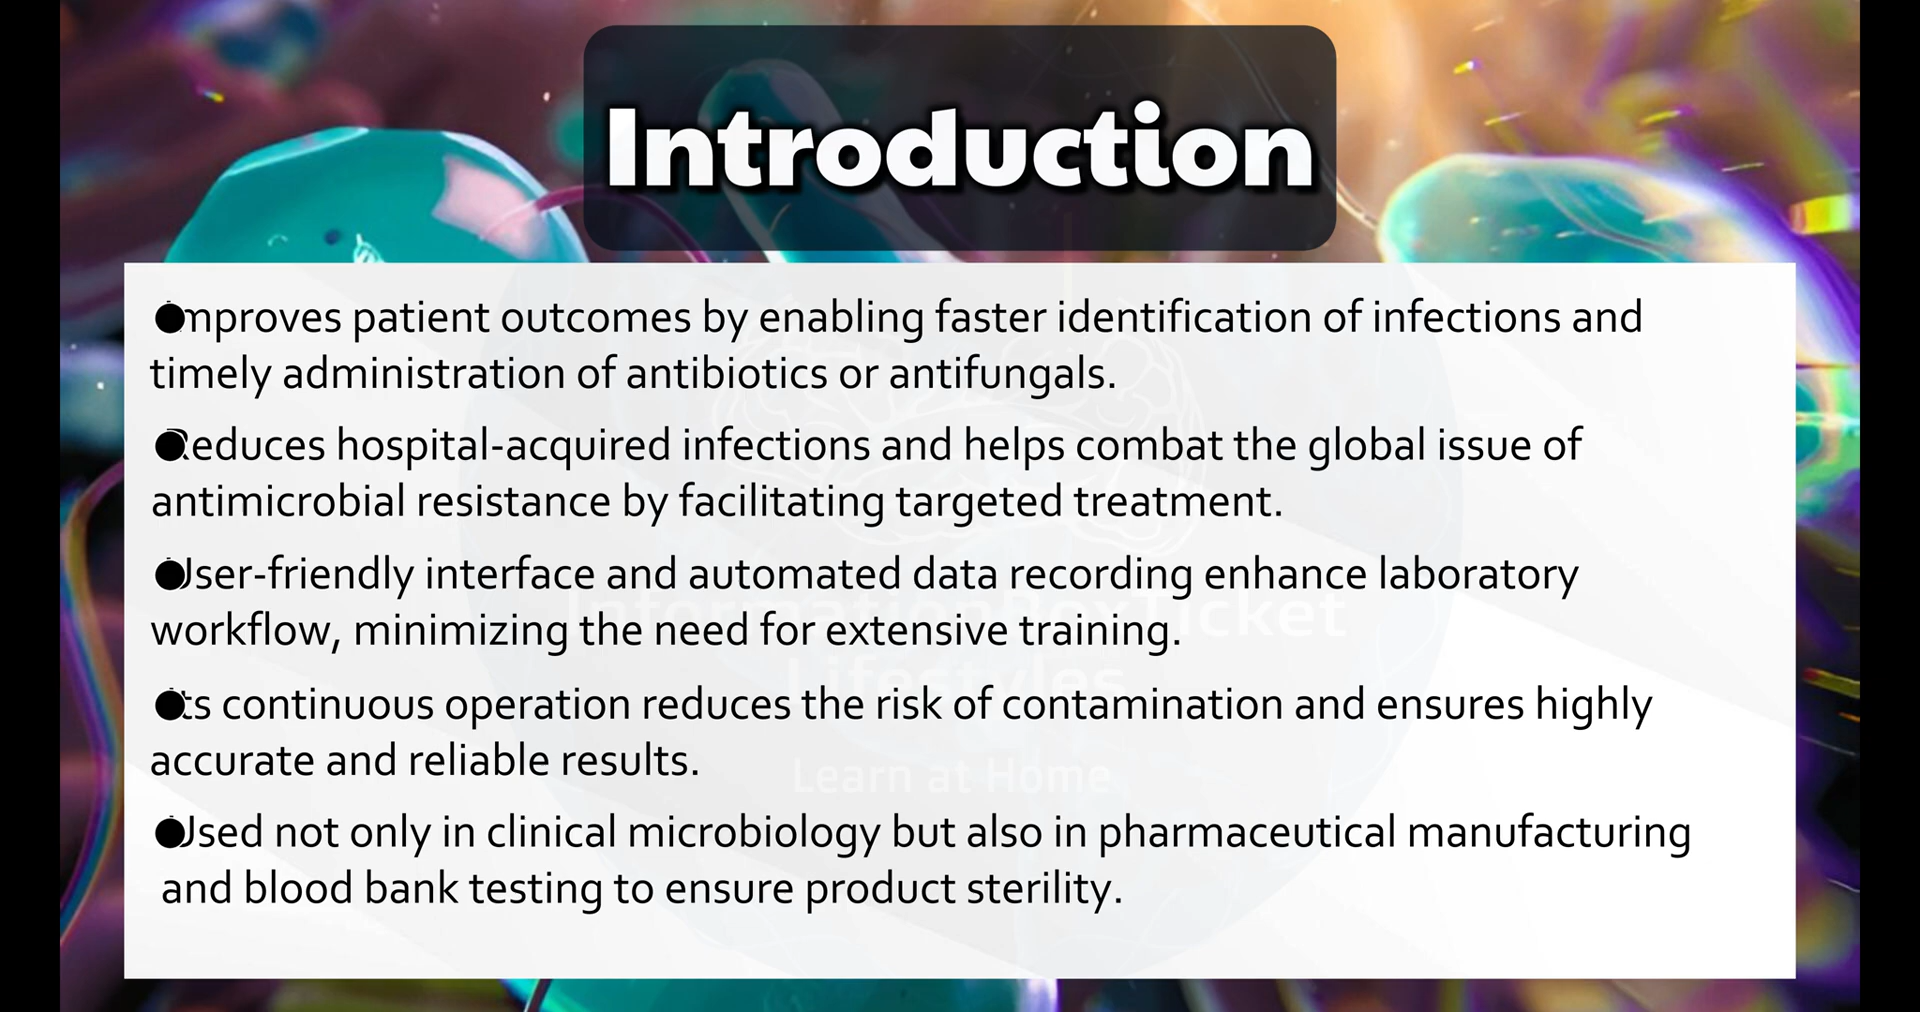 Introduction
Improves patient outcomes by enabling faster identification of infections and
timely administration of antibiotics or antifungals.
Reduces hospital-acquired infections and helps combat the global issue of
antimicrobial resistance by facilitating targeted treatment.
User-friendly interface and automated data recording enhance laboratory
workflow, minimizing the need for extensive training.
Its continuous operation reduces the risk of contamination and ensures highly
accurate and reliable results.
Used not only in clinical microbiology but also in pharmaceutical manufacturing
and blood bank testing to ensure product sterility.
Lifestyles
Learn at Home